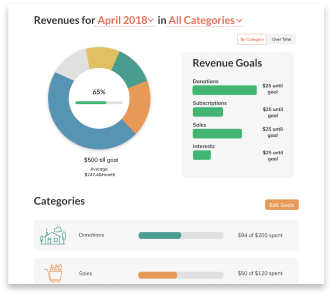 Revenues for April 2018 in All Categories
By Category
Over Time
65%
$500 till goal
Average
$247.40/month
Revenue Goals
Donations
$25 until
goal
Subscriptions
$25 until
goal
Sales
$25 until
goal
Interests
$25 until
goal
Categories
Edit Goals
Donations
$94 of $200 spent
Sales
$50 of $120 spent